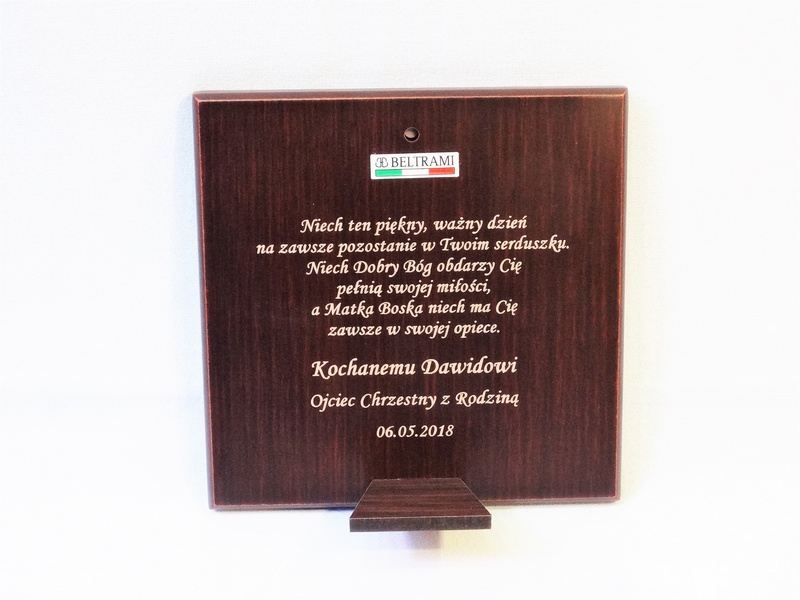 BELTRAMI
Niech ten piękny, ważny dzień
na zawsze pozostanie w Twoim serduszku.
Niech Dobry Bóg obdarzy Cię
pełnią swojej miłości,
a Matka Boska niech ma Cię
zawsze w swojej opiece.
Kochanemu Dawidowi
Ojciec Chrzestny z Rodziną
06.05.2018